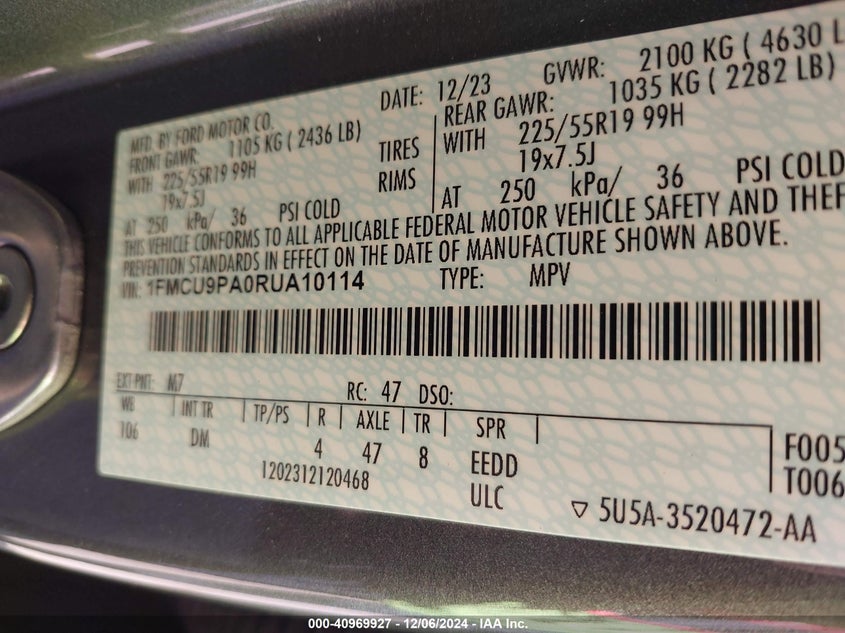 MFD. BY FORD MOTOR CO.
DATE: 12/23
GVWR: 2100 KG ( 4630 L
FRONT GAWR: 1105 KG ( 2436 LB)
REAR GAWR: 1035 KG ( 2282 LB)
WITH 225/55R19 99H
TIRES
WITH 225/55R19 99H
19x7.5J
RIMS
19x7.5J
AT 250 kPa/ 36 PSI COLD
AT 250 kPa/ 36 PSI COLD
THIS VEHICLE CONFORMS TO ALL APPLICABLE FEDERAL MOTOR VEHICLE SAFETY AND THEF
PREVENTION STANDARDS IN EFFECT ON THE DATE OF MANUFACTURE SHOWN ABOVE.
VIN: 1FMCU9PA0RUA10114 TYPE: MPV
EXT PNT: M7
RC: 47 DSO:
WB INT TR TP/PS R AXLE TR SPR
106 DM 4 47 8 EEDD
F005
1202312120468
ULC
T006
5U5A-3520472-AA
000-40969927 - 12/06/2024 - IAA Inc.